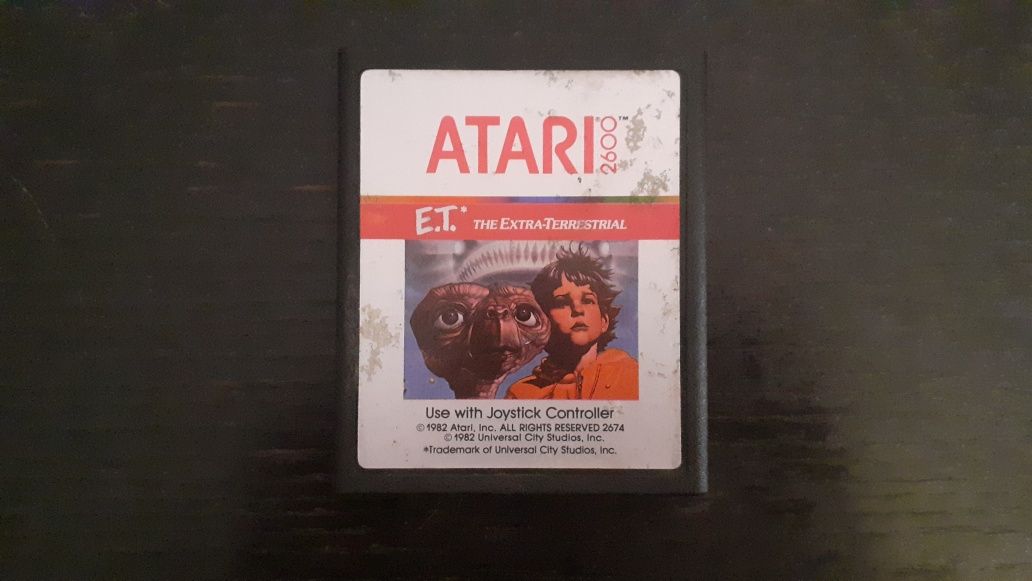 ATARI® 2600™
E.T.* THE EXTRA-TERRESTRIAL
Use with Joystick Controller
©1982 Atari, Inc. ALL RIGHTS RESERVED 2674
©1982 Universal City Studios, Inc.
*Trademark of Universal City Studios, Inc.